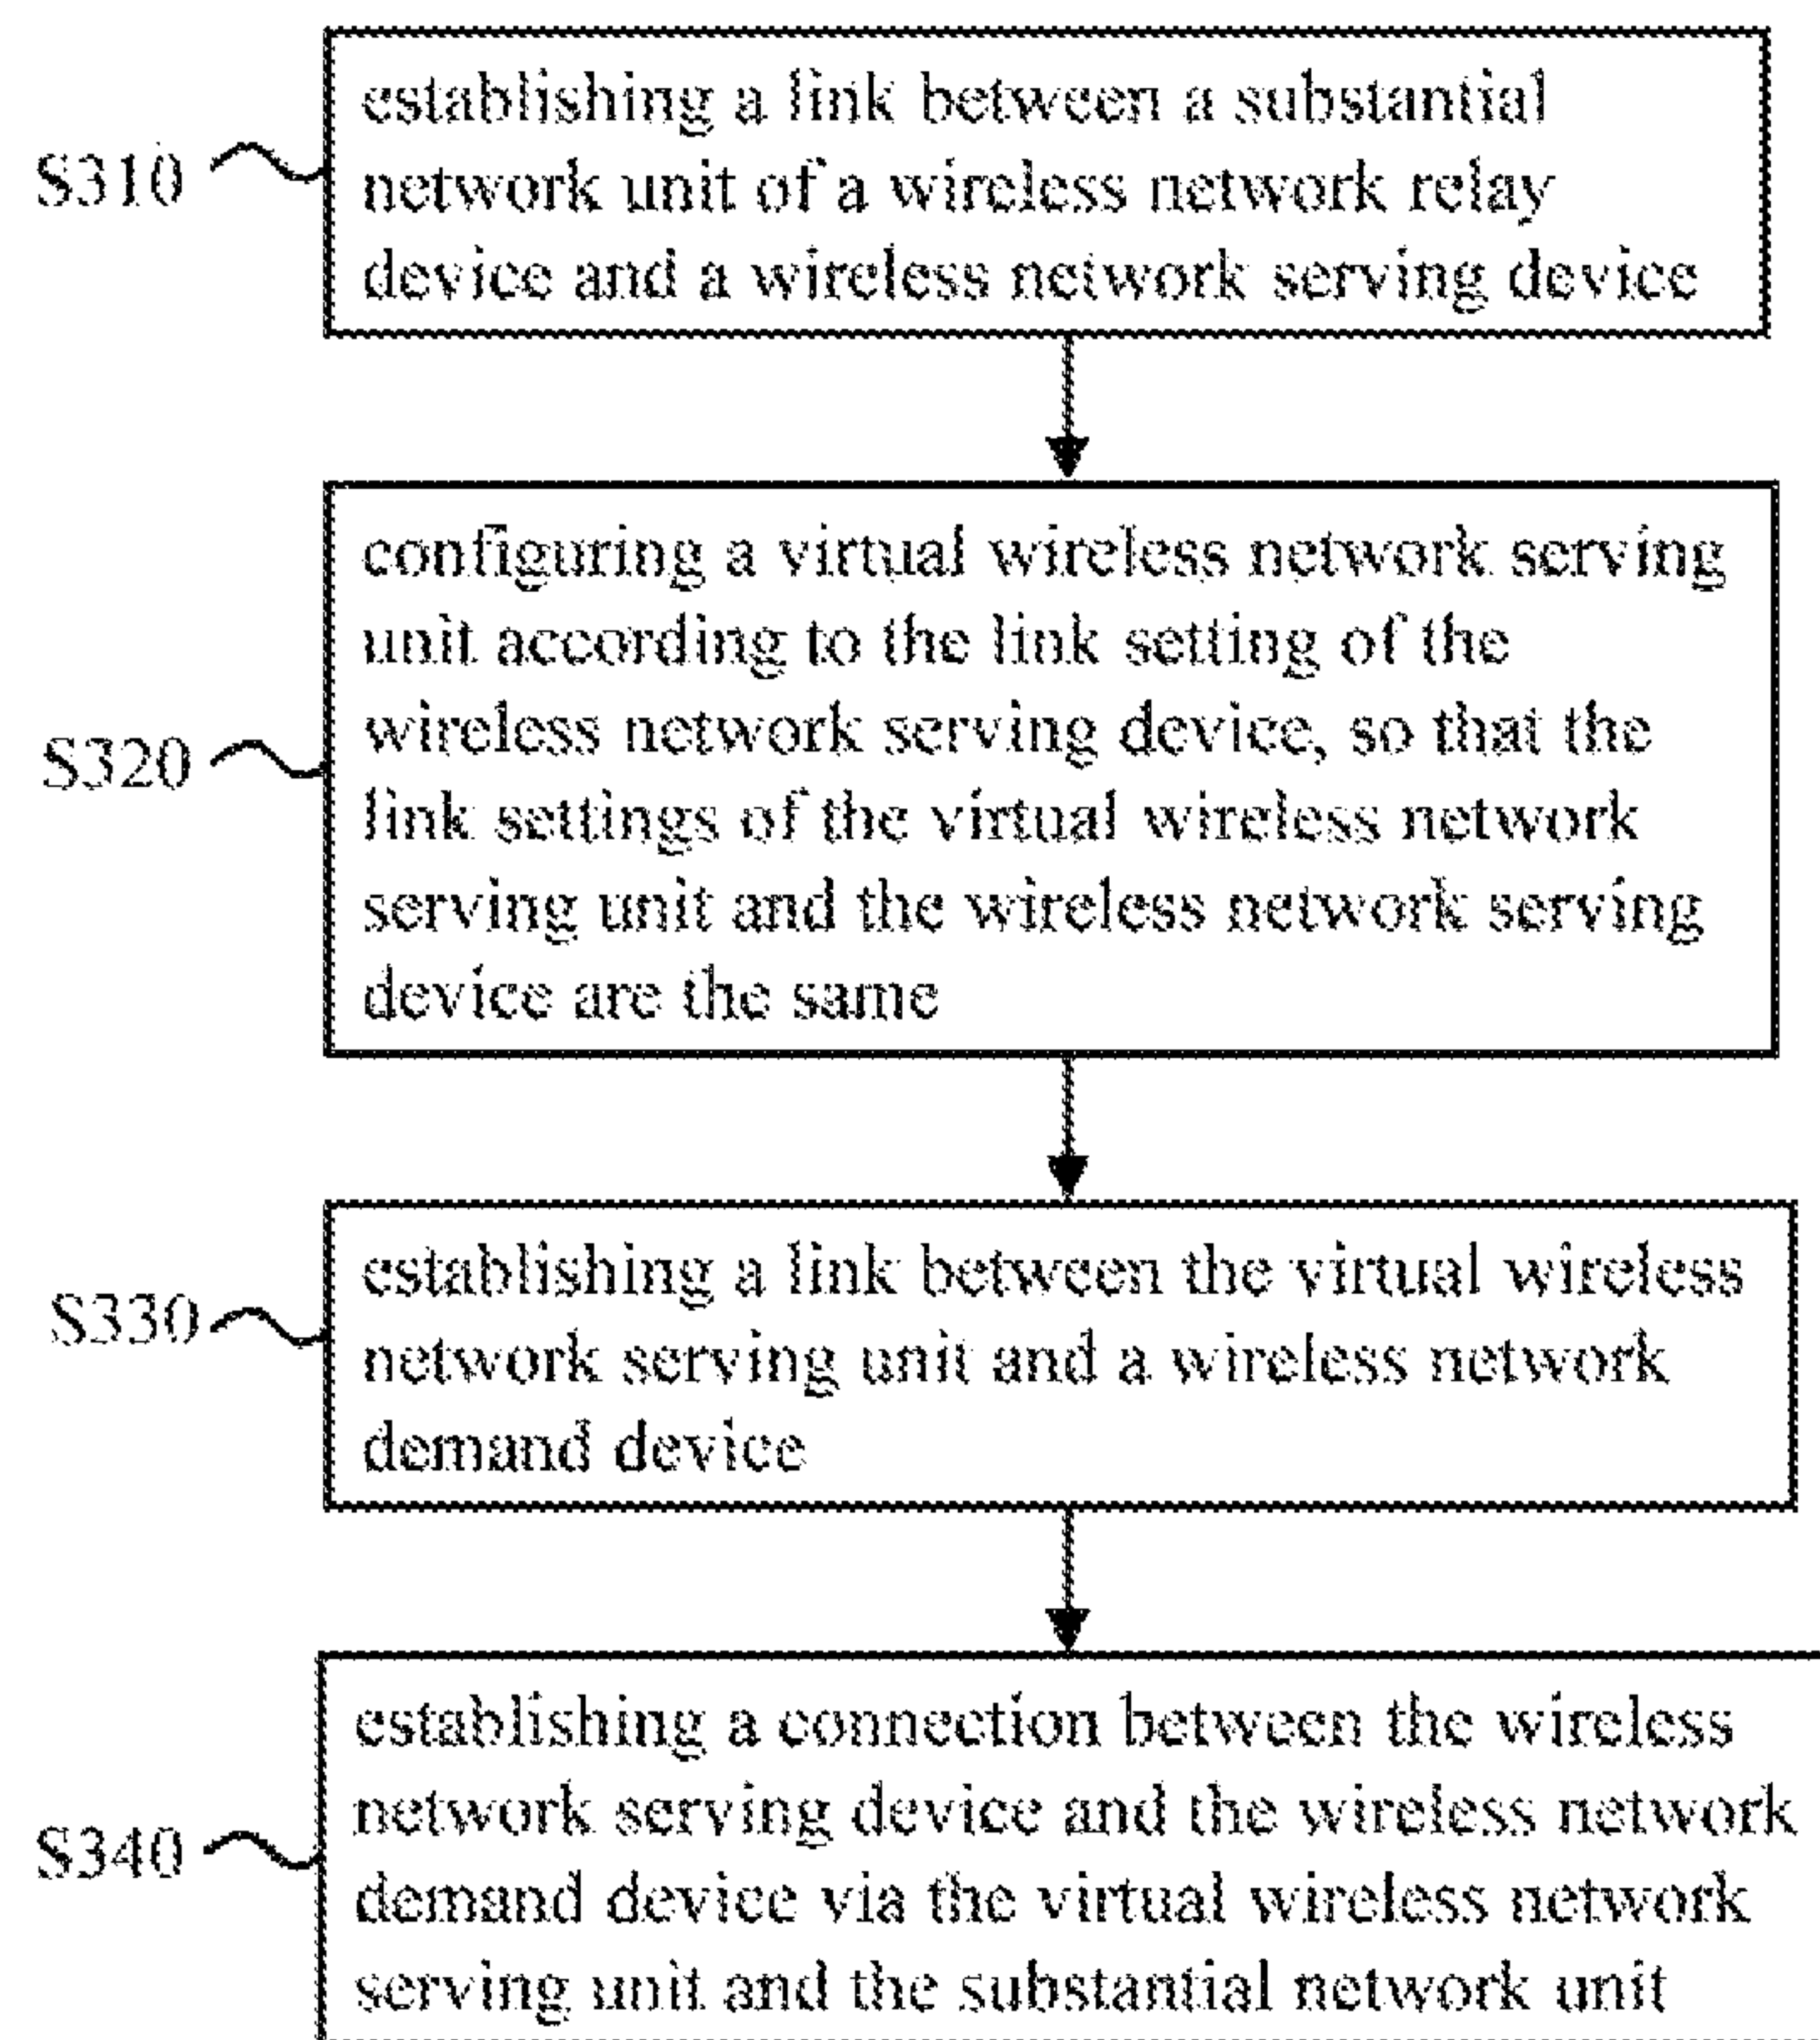 establishing a link between a substantial
network unit of a wireless network relay
device and a wireless network serving device
S310
configuring a virtual wireless network serving
unit according to the link setting of the
wireless network serving device, so that the
link settings of the virtual wireless network
serving unit and the wireless network serving
device are the same
S320
establishing a link between the virtual wireless
network serving unit and a wireless network
demand device
S330
establishing a connection between the wireless
network serving device and the wireless network
demand device via the virtual wireless network
serving unit and the substantial network unit
S340